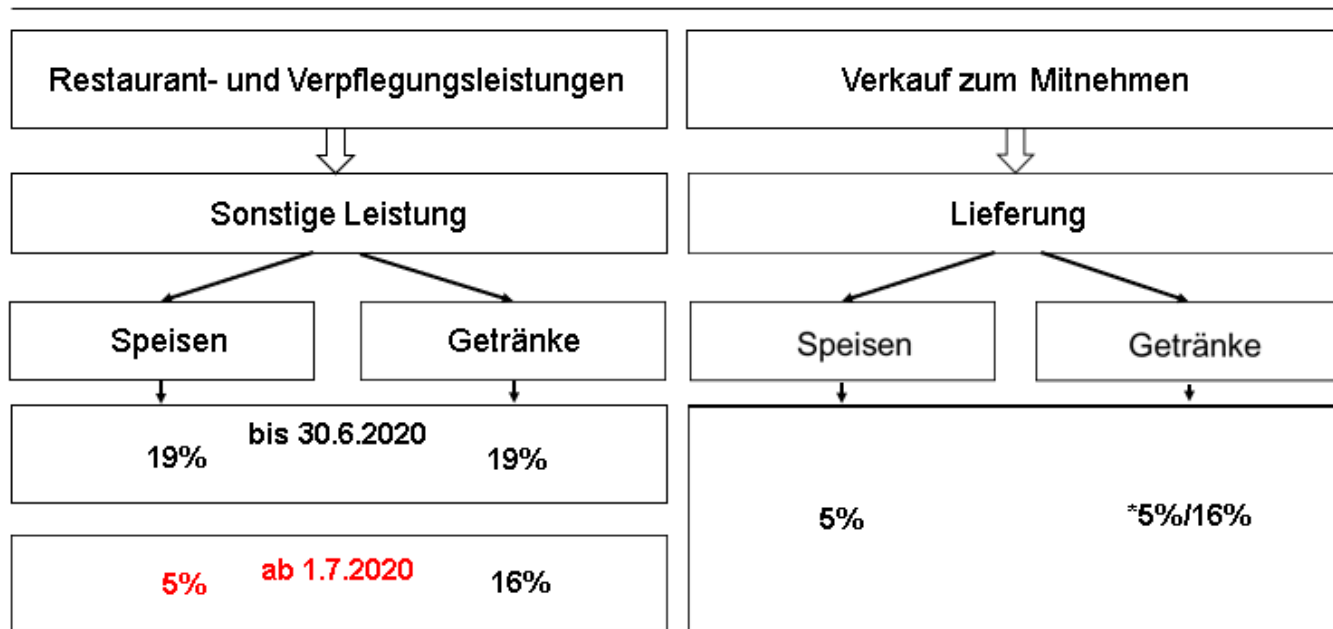 Restaurant- und Verpflegungsleistungen
Verkauf zum Mitnehmen
Sonstige Leistung
Lieferung
Speisen
Getränke
Speisen
Getränke
bis 30.6.2020
19%
19%
5%
*5%/16%
ab 1.7.2020
5%
16%